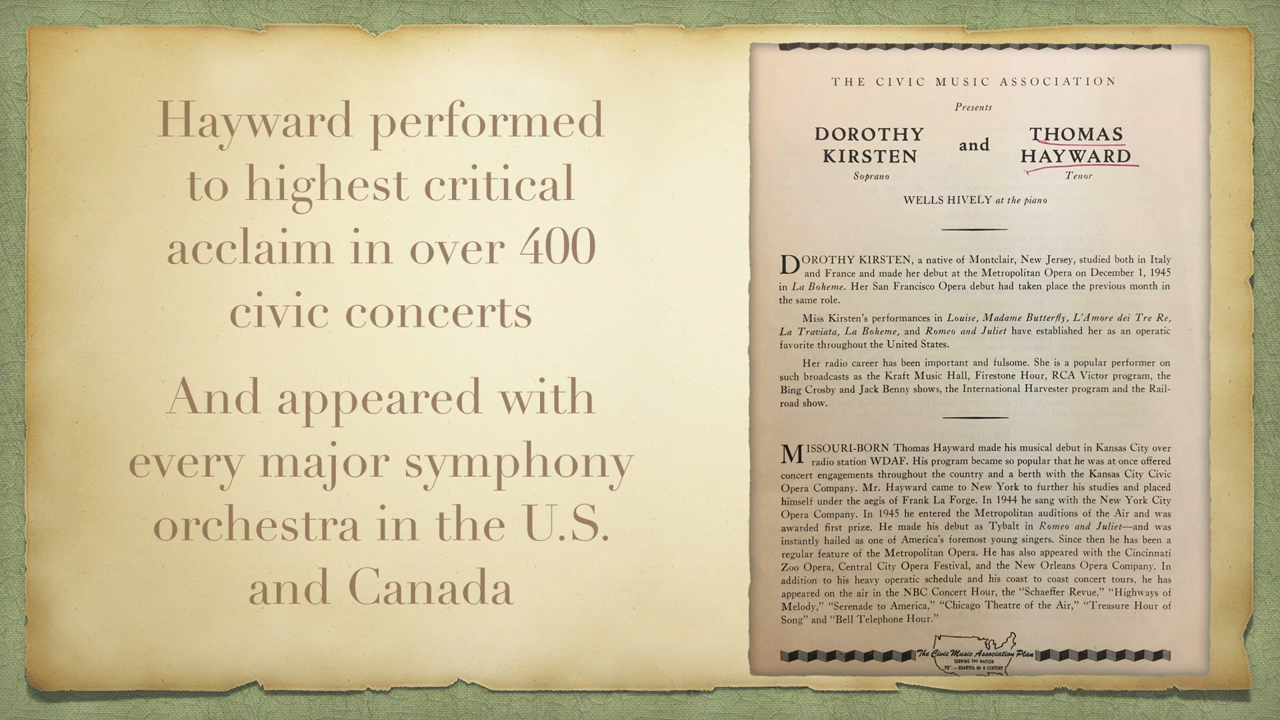 Hayward performed
to highest critical
acclaim in over 400
civic concerts
And appeared with
every major symphony
orchestra in the U.S.
and Canada
THE CIVIC MUSIC ASSOCIATION
Presents
DOROTHY KIRSTEN
Soprano
and
THOMAS HAYWARD
Tenor
WELLS HIVELY at the piano
DOROTHY KIRSTEN, a native of Montclair, New Jersey, studied both in Italy
and France and made her debut at the Metropolitan Opera on December 1, 1945
in La Boheme. Her San Francisco Opera debut had taken place the previous month in
the same role.
Miss Kirsten's performances in Louise, Madame Butterfly, L'Amore dei Tre Re,
La Traviata, La Boheme, and Romeo and Juliet have established her as an operatic
favorite throughout the United States.
Her radio career has been important and fulsome. She is a popular performer on
such broadcasts as the Kraft Music Hall, Firestone Hour, RCA Victor program, the
Bing Crosby and Jack Benny shows, the International Harvester program and the Rail-
road show.
MISSOURI-BORN Thomas Hayward made his musical debut in Kansas City over
radio station WDAF. His program became so popular that he was at once offered
concert engagements throughout the country and a berth with the Kansas City Civic
Opera Company. Mr. Hayward came to New York to further his studies and placed
himself under the aegis of Frank La Forge. In 1944 he sang with the New York City
Opera Company. In 1945 he entered the Metropolitan auditions of the Air and was
awarded first prize. He made his debut as Tybalt in Romeo and Juliet—and was
instantly hailed as one of America's foremost young singers. Since then he has been a
regular feature of the Metropolitan Opera. He has also appeared with the Cincinnati
Zoo Opera, Central City Opera Festival, and the New Orleans Opera Company. In
addition to his heavy operatic schedule and his coast to coast concert tours, he has
appeared on the air in the NBC Concert Hour, the "Schaeffer Revue," "Highways of
Melody," "Serenade to America," "Chicago Theatre of the Air," "Treasure Hour of
Song" and "Bell Telephone Hour."
The Civic Music Association Plan
SERVING THE NATION
QUARTER OF A CENTURY